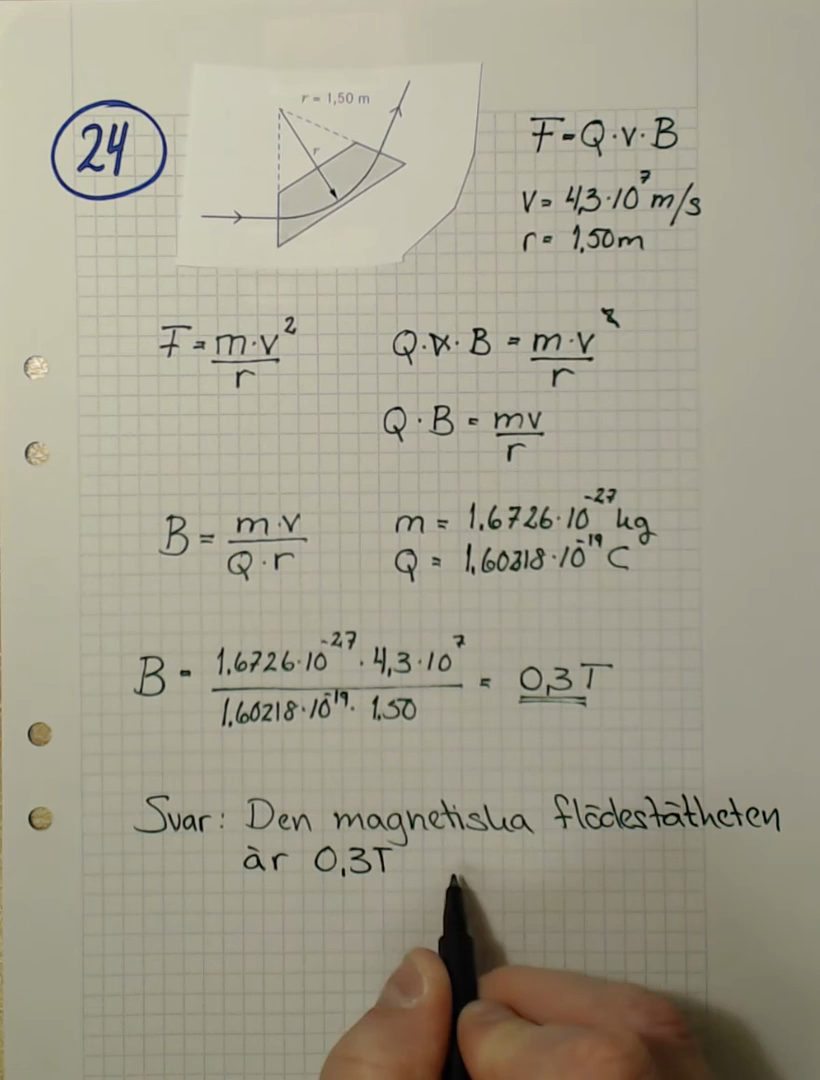 24
r = 1,50 m
r
F = Q·v·B
v = 4,3·10⁷ m/s
r = 1,50m
F = m·v² / r
Q·v·B = m·v² / r
Q·B = mv / r
B = m·v / Q·r
m = 1.6726·10⁻²⁷ kg
Q = 1,60218·10⁻¹⁹ C
B = 1.6726·10⁻²⁷·4,3·10⁷ / 1.60218·10⁻¹⁹·1.50 = 0,3T
Svar: Den magnetiska flödestätheten
är 0,3T